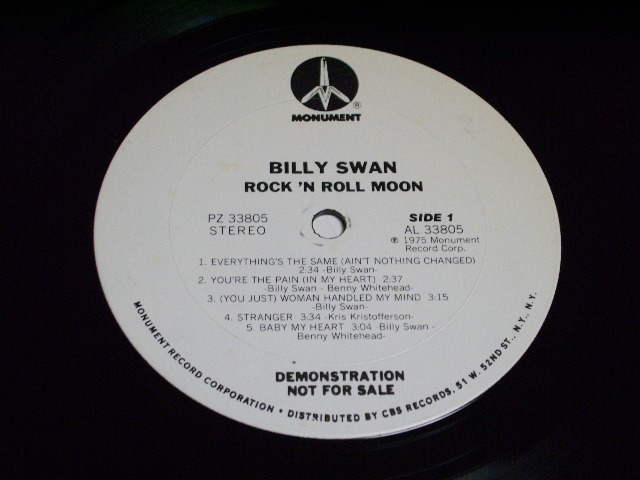 ®
MONUMENT
BILLY SWAN
ROCK 'N ROLL MOON
PZ 33805
STEREO
SIDE 1
AL 33805
℗ 1975 Monument
Record Corp.
1. EVERYTHING'S THE SAME (AIN'T NOTHING CHANGED)
2:34 -Billy Swan-
2. YOU'RE THE PAIN (IN MY HEART) 2:37
-Billy Swan - Benny Whitehead-
3. (YOU JUST) WOMAN HANDLED MY MIND 3:15
-Billy Swan-
4. STRANGER 3:34 -Kris Kristofferson-
5. BABY MY HEART 3:04 -Billy Swan -
Benny Whitehead-
DEMONSTRATION
NOT FOR SALE
MONUMENT RECORD CORPORATION • DISTRIBUTED BY CBS RECORDS, 51 W. 52ND ST., N.Y., N.Y.